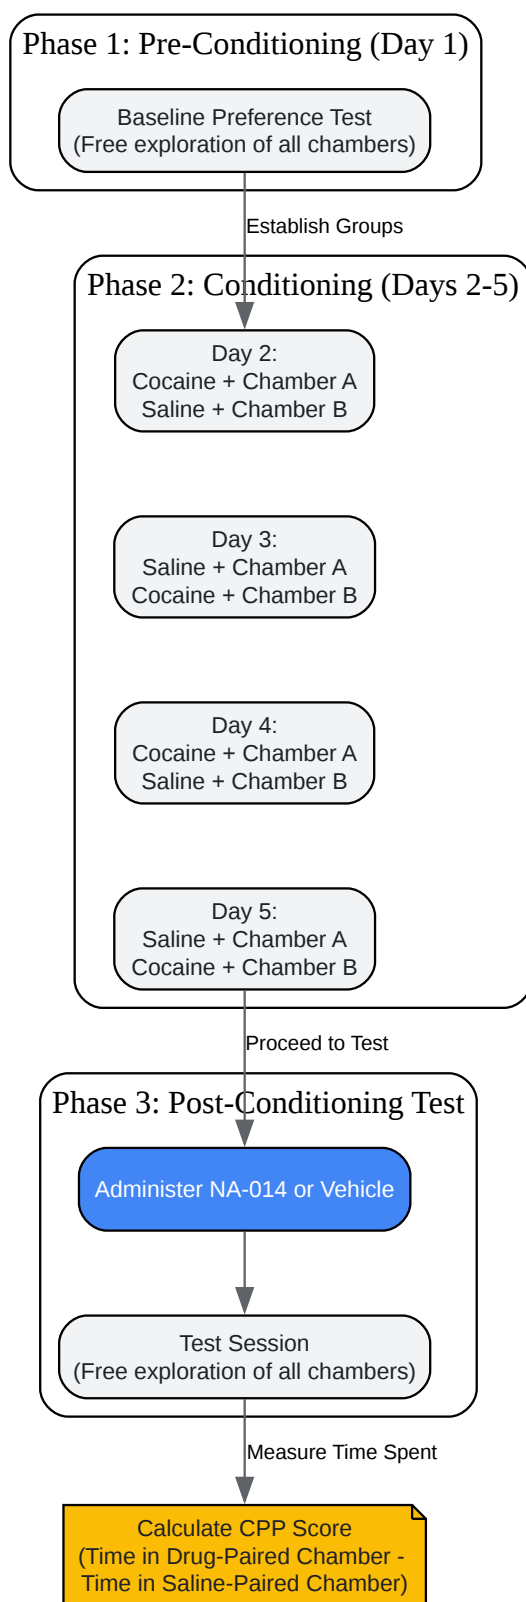 Phase 1: Pre-Conditioning (Day 1)
Baseline Preference Test
(Free exploration of all chambers)
Establish Groups
Phase 2: Conditioning (Days 2-5)
Day 2:
Cocaine + Chamber A
Saline + Chamber B
Day 3:
Saline + Chamber A
Cocaine + Chamber B
Day 4:
Cocaine + Chamber A
Saline + Chamber B
Day 5:
Saline + Chamber A
Cocaine + Chamber B
Proceed to Test
Phase 3: Post-Conditioning Test
Administer NA-014 or Vehicle
Test Session
(Free exploration of all chambers)
Measure Time Spent
Calculate CPP Score
(Time in Drug-Paired Chamber -
Time in Saline-Paired Chamber)